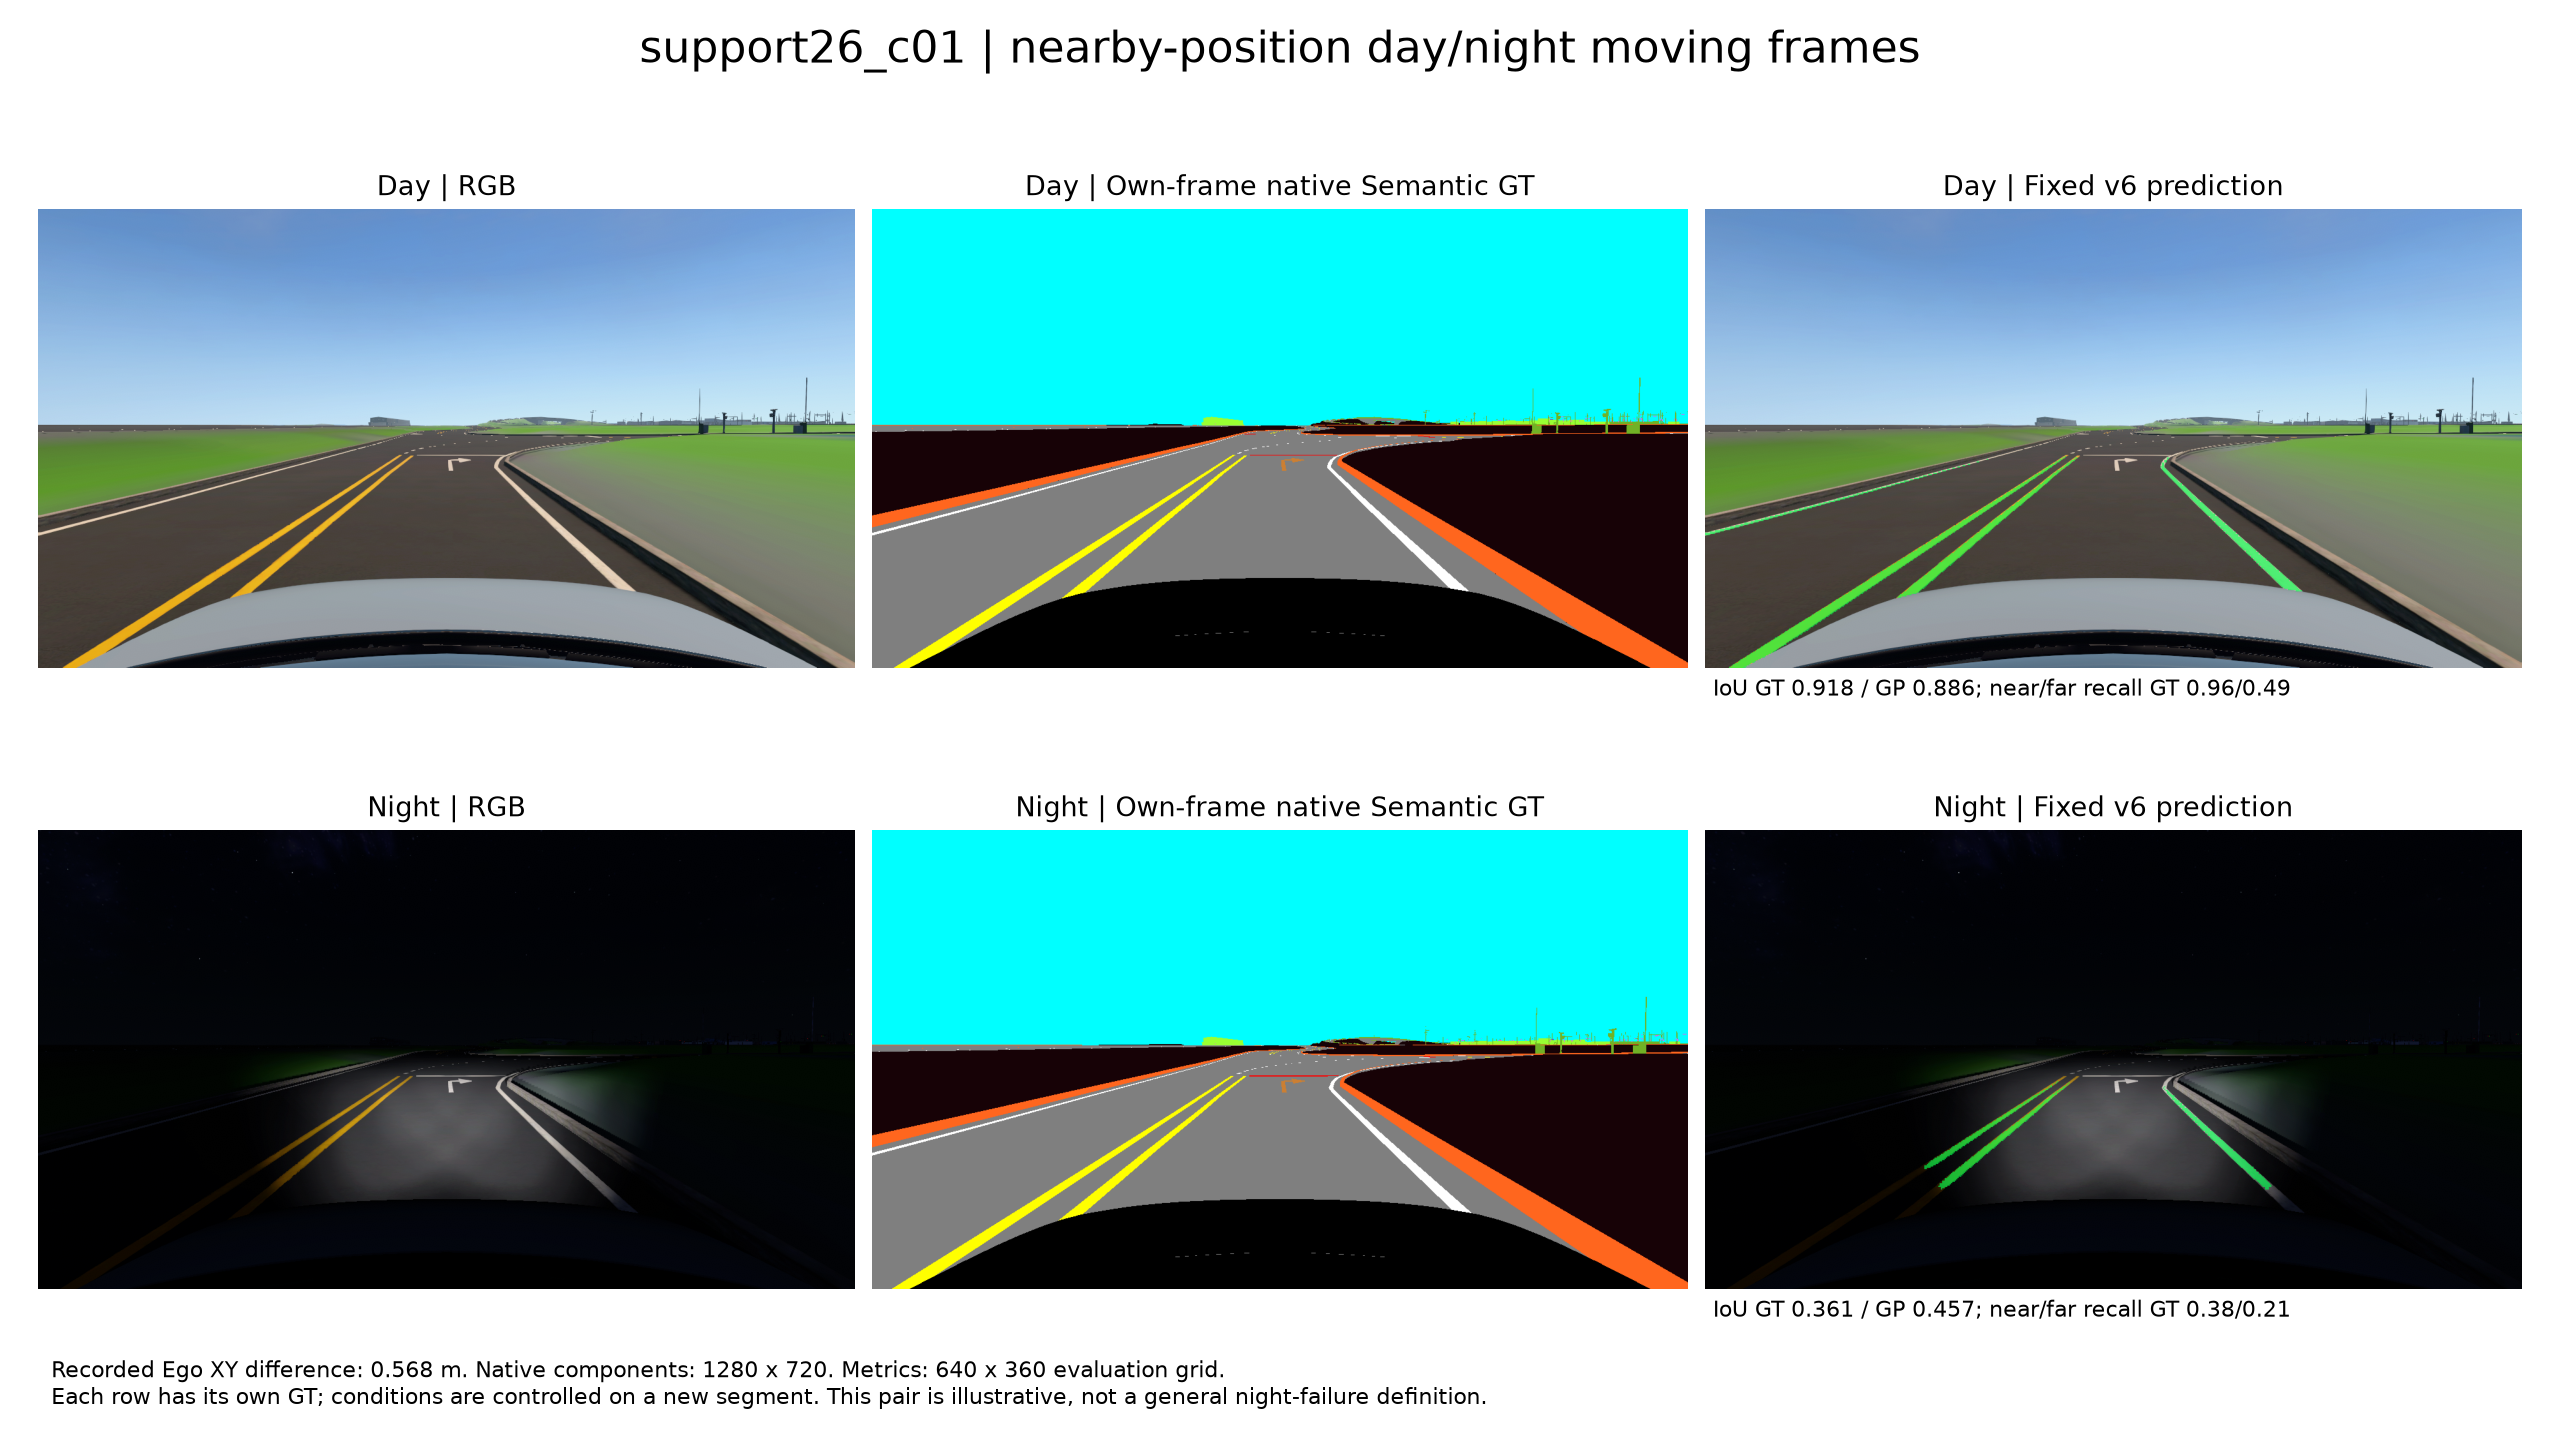 support26_c01 | nearby-position day/night moving frames
Day | RGB
Day | Own-frame native Semantic GT
Day | Fixed v6 prediction
IoU GT 0.918 / GP 0.886; near/far recall GT 0.96/0.49
Night | RGB
Night | Own-frame native Semantic GT
Night | Fixed v6 prediction
IoU GT 0.361 / GP 0.457; near/far recall GT 0.38/0.21
Recorded Ego XY difference: 0.568 m. Native components: 1280 x 720. Metrics: 640 x 360 evaluation grid.
Each row has its own GT; conditions are controlled on a new segment. This pair is illustrative, not a general night-failure definition.